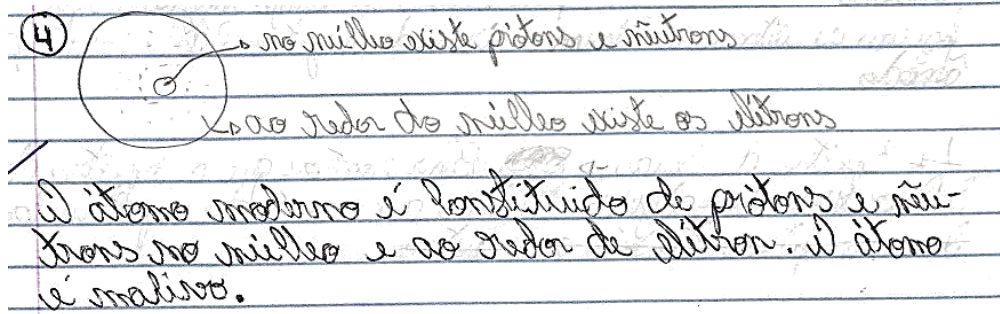 4
no núcleo existe prótons e nêutrons
ao redor do núcleo existe os elétrons
O átomo moderno é constituido de prótons e nêu-
trons no núcleo e ao redor de elétron. O átomo
é maciço.